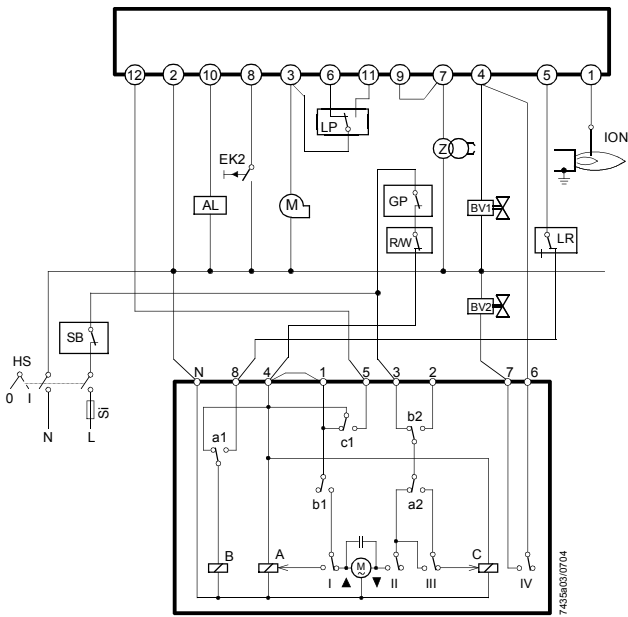 12 2 10 8 3 6 11 9 7 4 5 1
LP
ION
EK2
Z
AL
M
GP
BV1
R/W
LR
BV2
SB
HS
0 I
Si
N L
N 8 4 1 5 3 2 7 6
b2
a1
c1
b1
a2
B A M ~ C
I II III IV
7435a03/0704